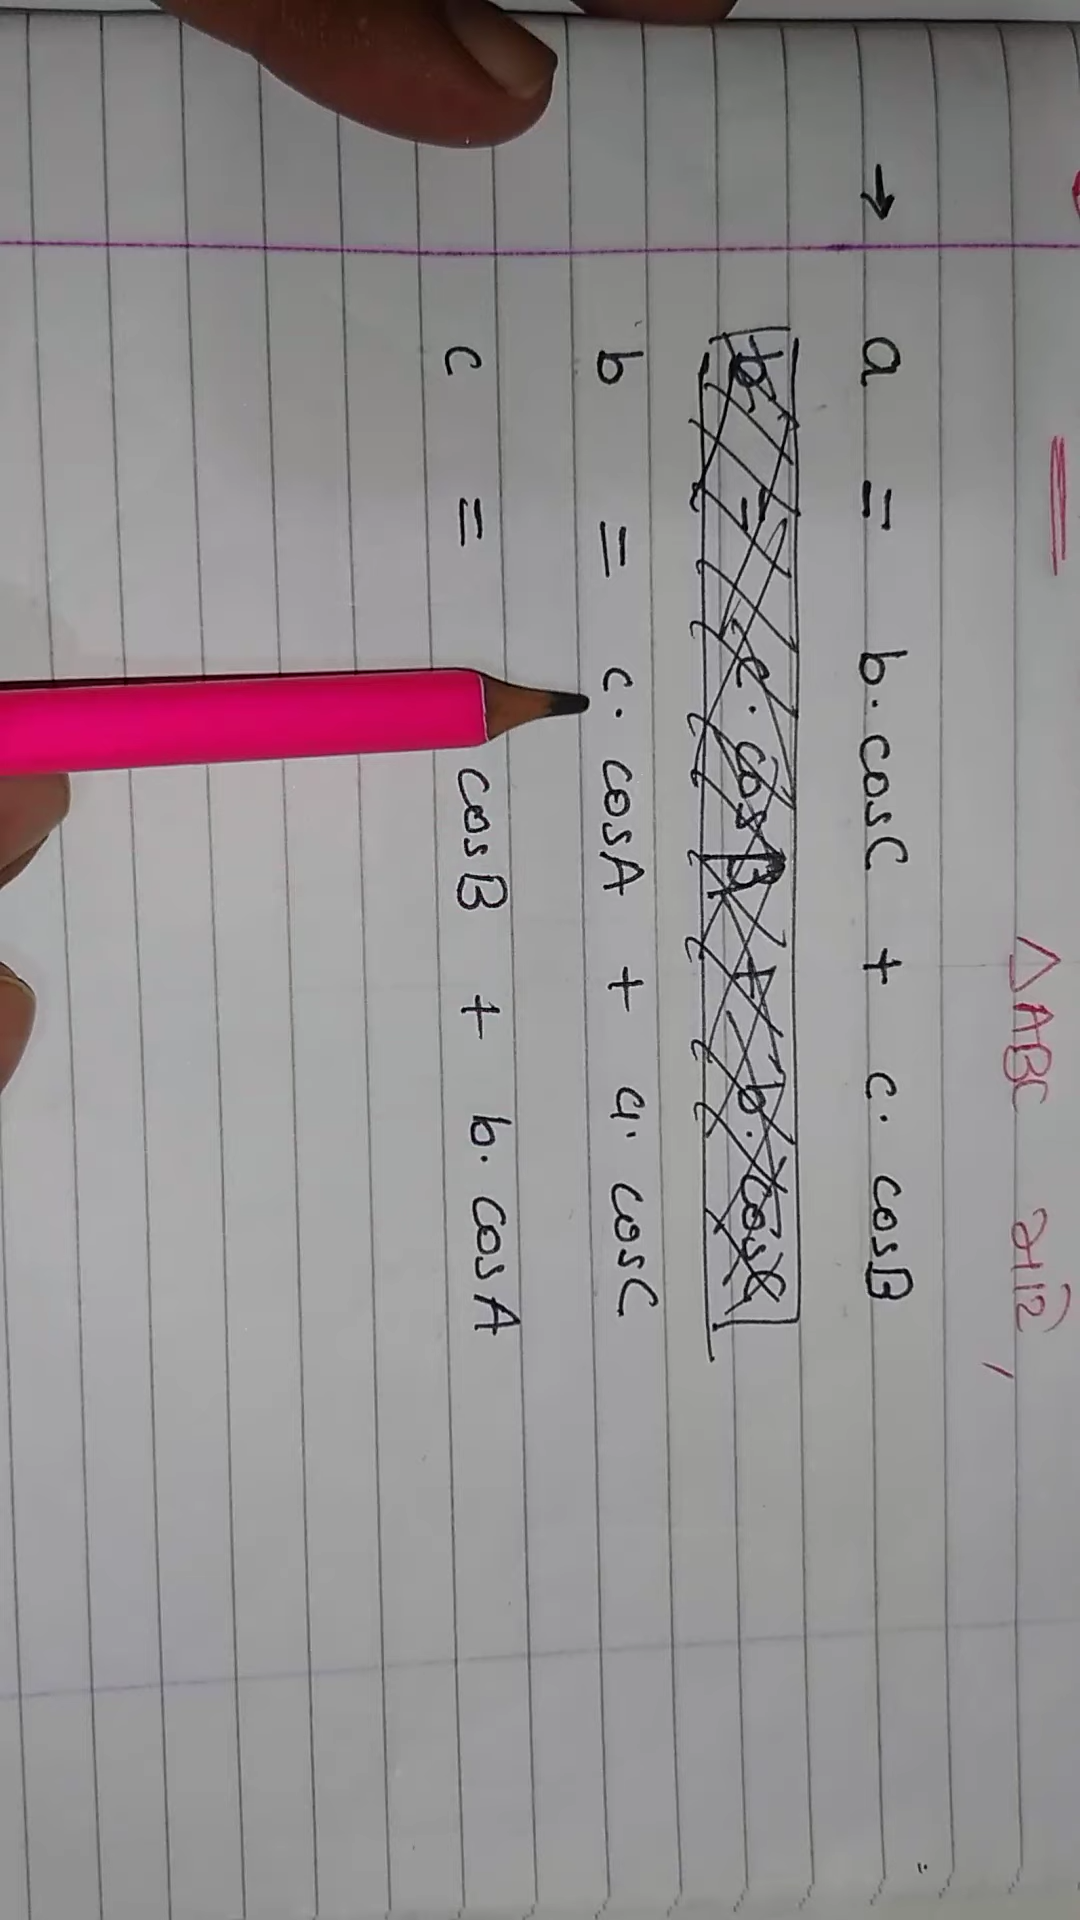 △ABC
→ a = b. cosC + c. cosB
b = c. cosA + a. cosC
c = cosB + b. cosA